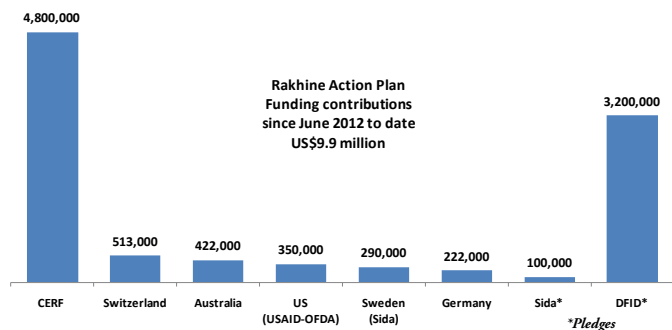 4,800,000
Rakhine Action Plan
Funding contributions
since June 2012 to date
US$9.9 million
3,200,000
513,000
422,000
350,000
290,000
222,000
100,000
CERF
Switzerland
Australia
US
(USAID-OFDA)
Sweden
(Sida)
Germany
Sida*
DFID*
*Pledges